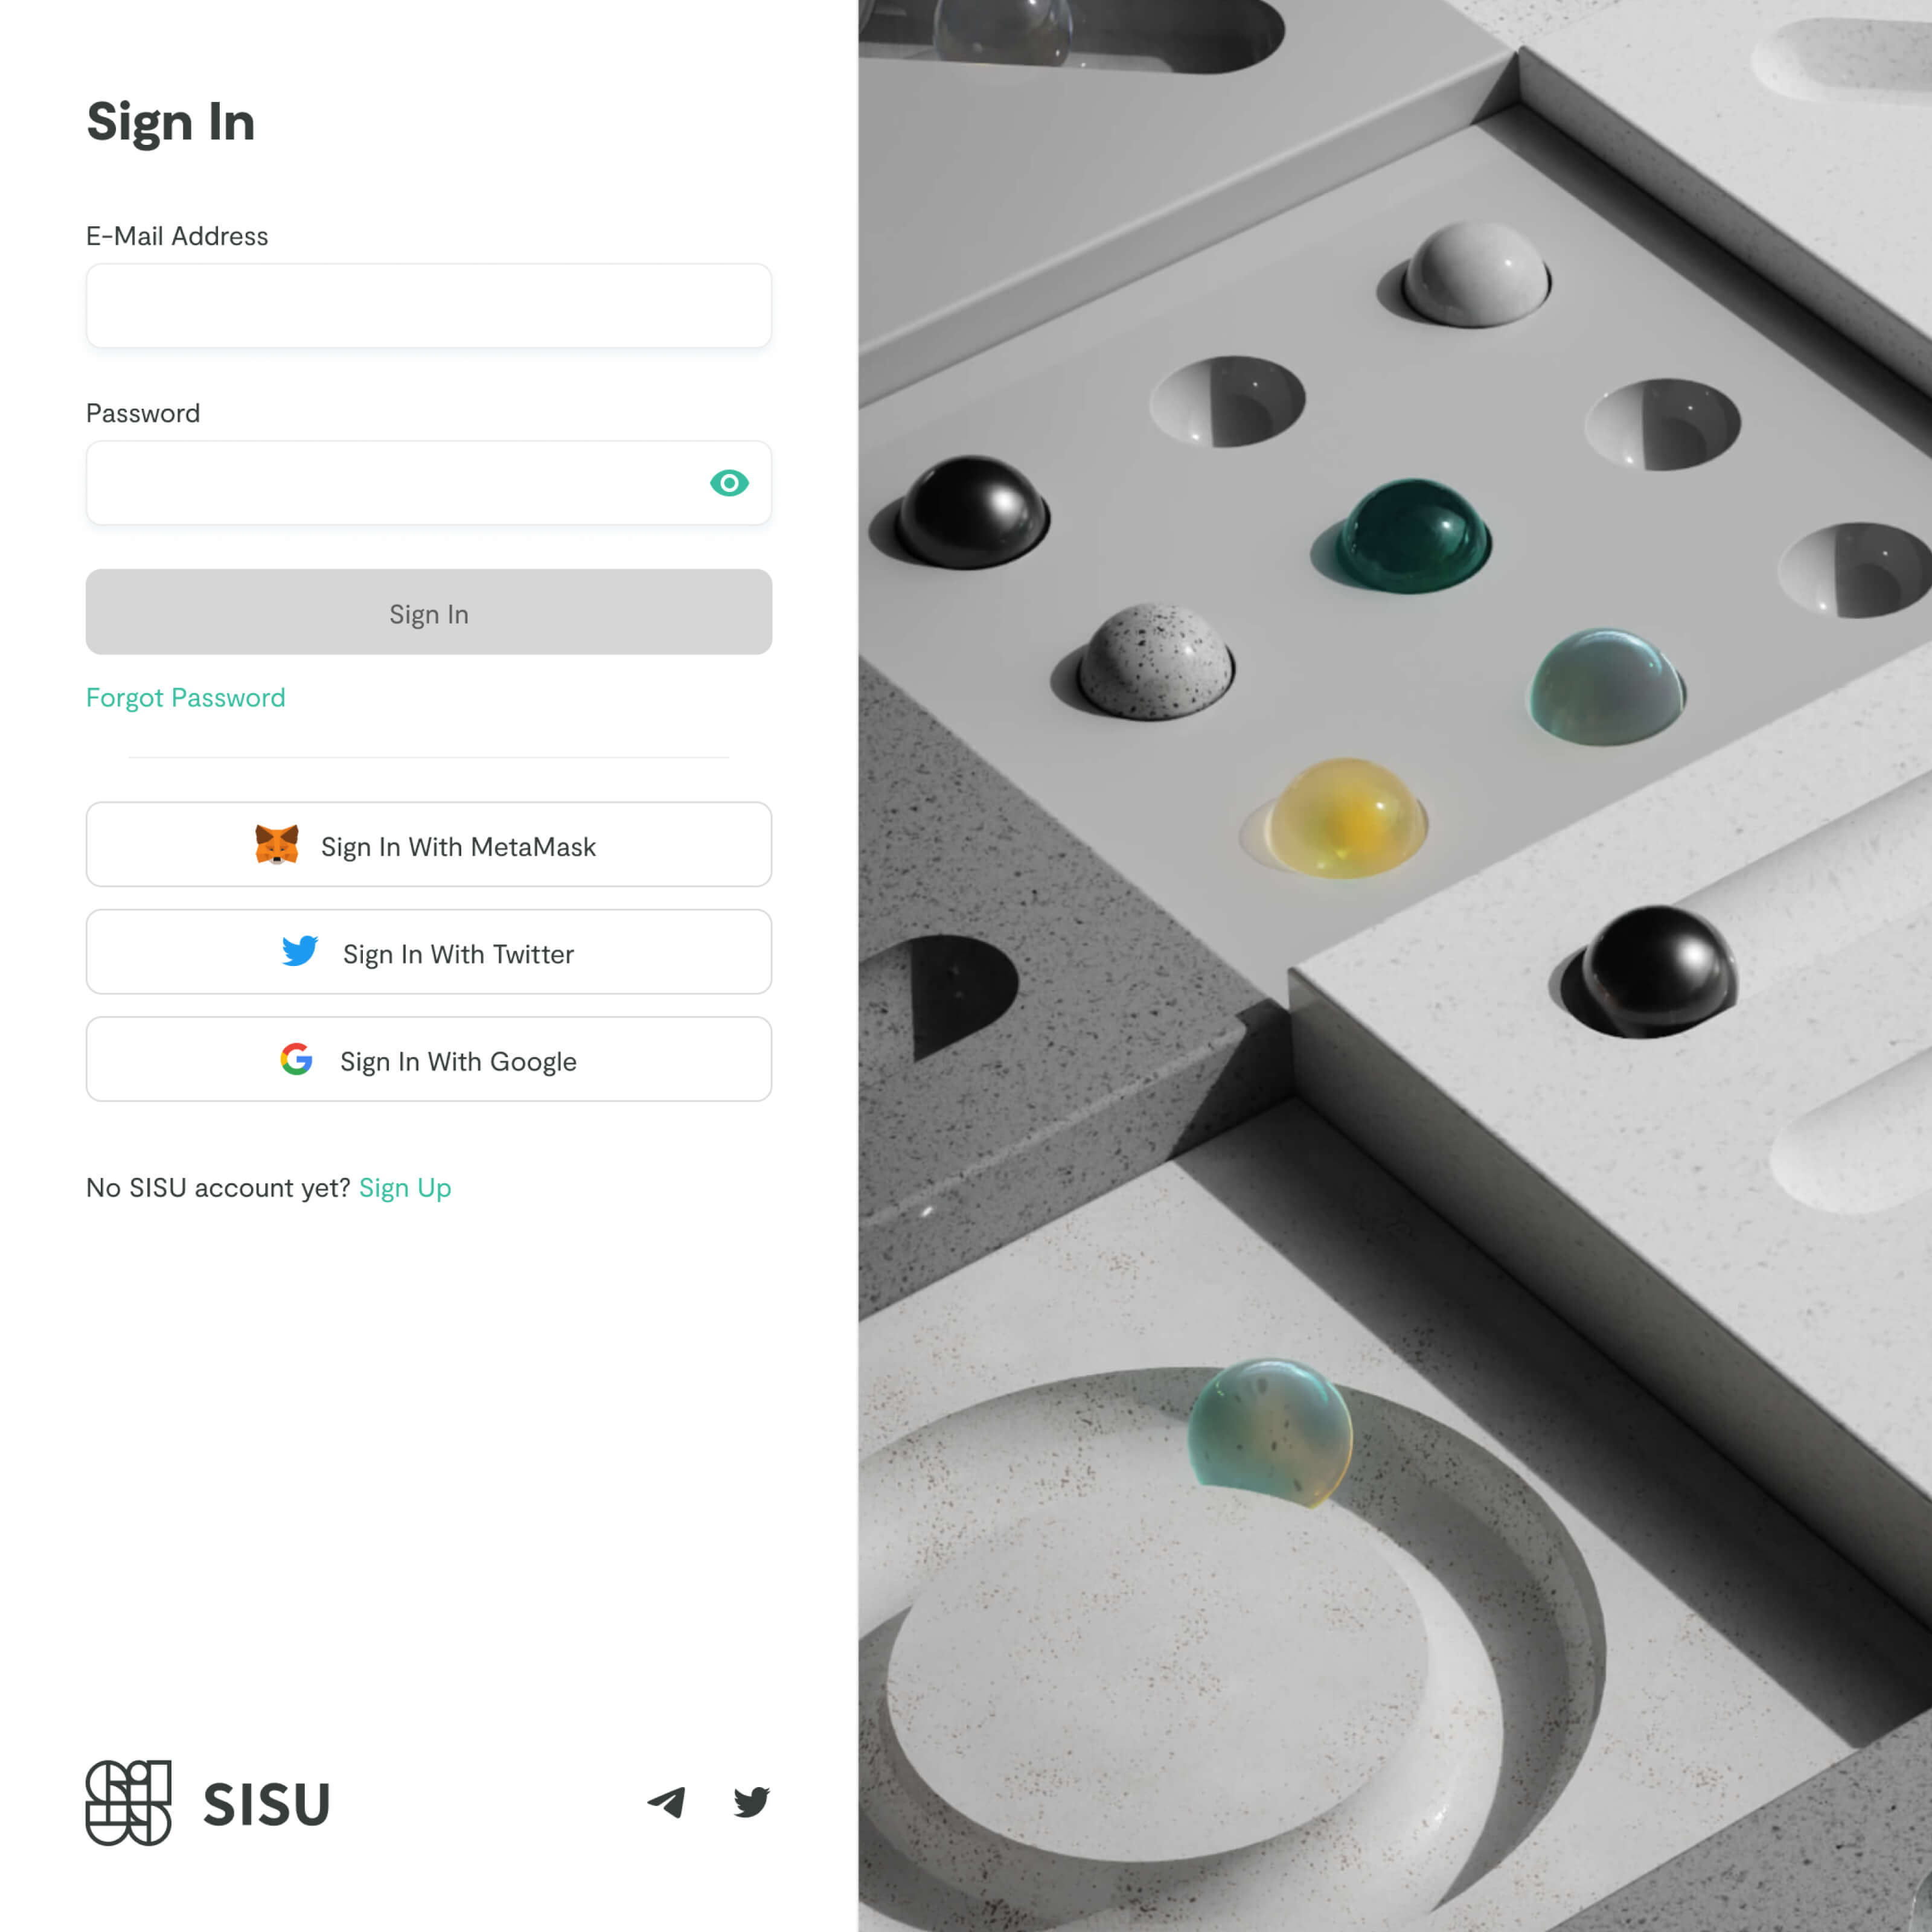 Sign In
E-Mail Address
Password
Sign In
Forgot Password
Sign In With MetaMask
Sign In With Twitter
Sign In With Google
No SISU account yet? Sign Up
SISU